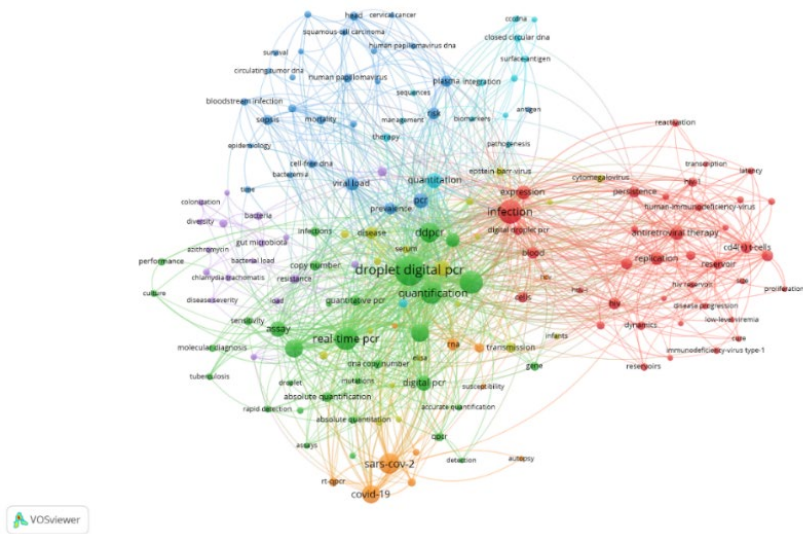 head
cervical cancer
ccdna
squamous cell carcinoma
closed circular dna
survival
human papillomavirus dna
surface antigen
circulating tumor dna
human papillomavirus
plasma
integration
sequences
bloodstream infection
antigen
sepsis
mortality
management
biomarkers
reactivation
therapy
epidemiology
pathogenesis
cell-free dna
transcription
bacteremia
epstein-barr-virus
latency
viral load
quantitation
cytomegalovirus
expression
persistence
human-immunodeficiency-virus
colonization
prevalence
pcr
infection
diversity
bacteria
digital droplet pcr
antiretroviral therapy
infections
disease
ddpcr
cd4(+) t-cells
gut microbiota
serum
azithromycin
blood
replication
performance
bacterial load
copy number
droplet digital pcr
reservoir
chlamydia trachomatis
resistance
culture
disease severity
load
quantification
cells
hiv reservoir
proliferation
quantitative pcr
hiv
disease progression
sensitivity
assay
low-level viremia
dynamics
real-time pcr
rna
infants
molecular diagnosis
transmission
cure
immunodeficiency-virus type-1
elisa
dna copy number
gene
reservoirs
tuberculosis
droplet
mutations
digital pcr
susceptibility
absolute quantification
rapid detection
accurate quantification
absolute quantitation
assays
sars-cov-2
detection
autopsy
covid-19
VOSviewer